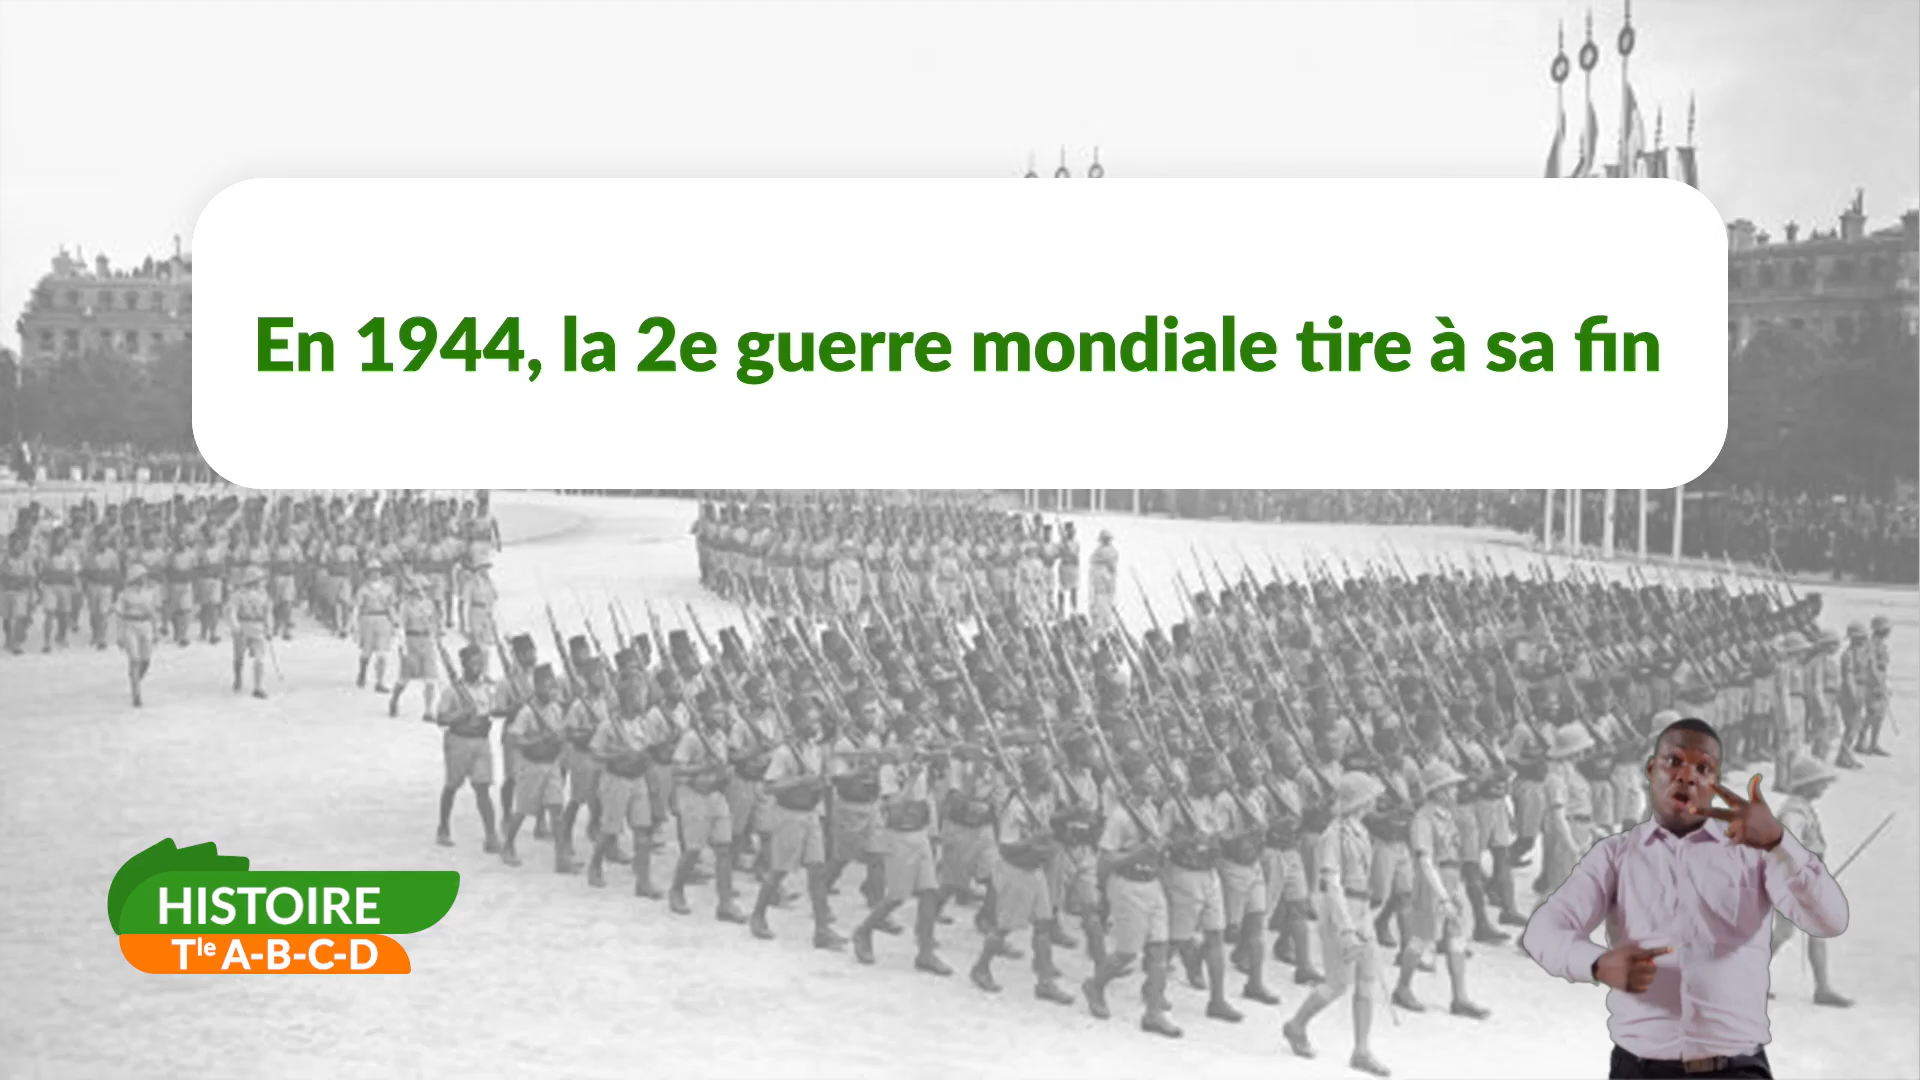 En 1944, la 2e guerre mondiale tire à sa fin
HISTOIRE
Tle A-B-C-D